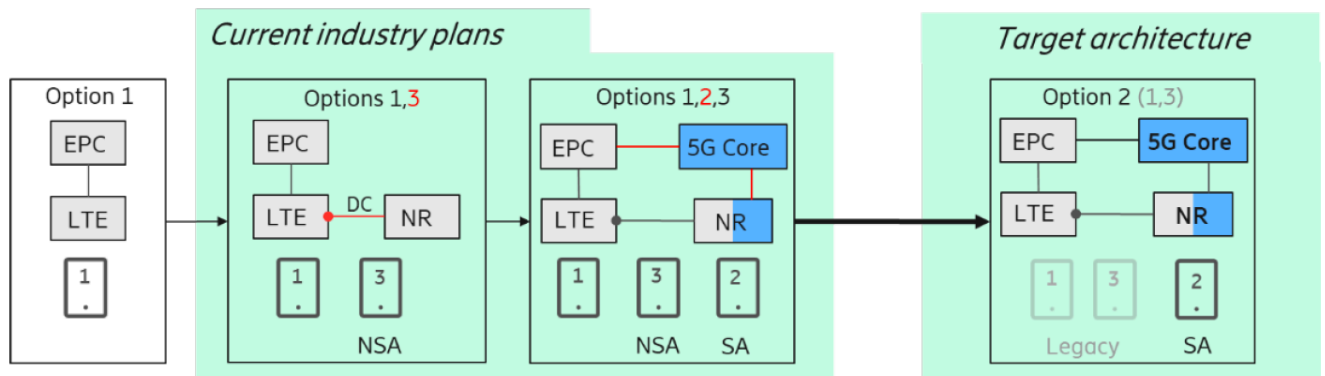 Current industry plans
Target architecture
Option 1
EPC
LTE
1
Options 1,3
EPC
LTE
DC
NR
1
3
NSA
Options 1,2,3
EPC
5G Core
LTE
NR
1
3
2
NSA
SA
Option 2 (1,3)
EPC
5G Core
LTE
NR
1
3
2
Legacy
SA